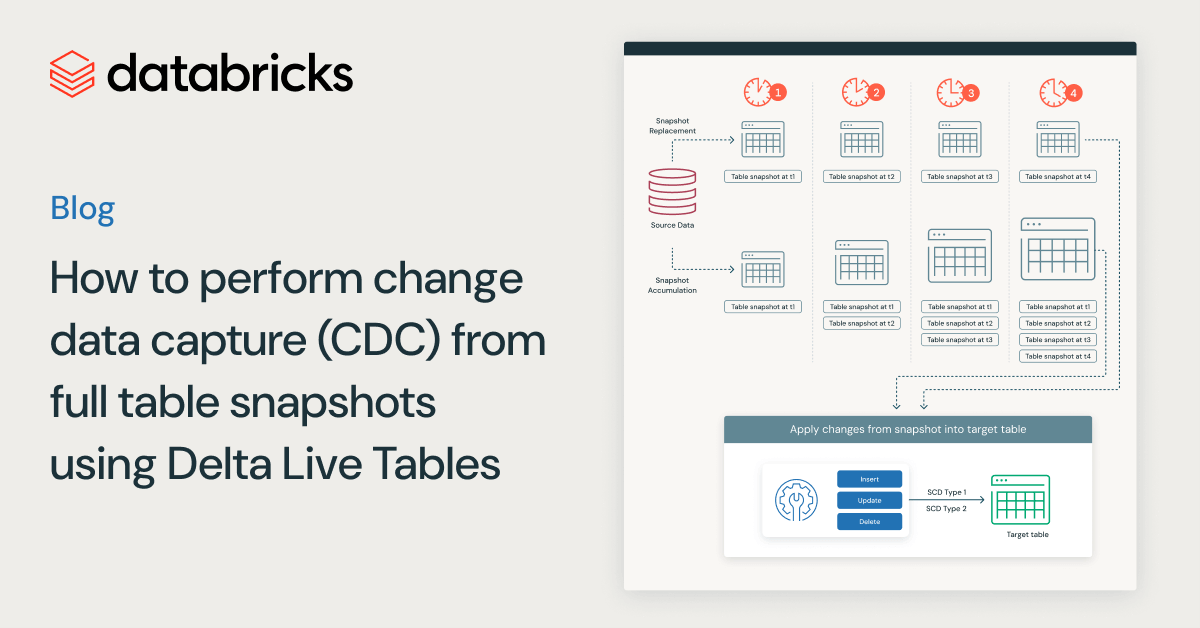 databricks
Blog
How to perform change
data capture (CDC) from
full table snapshots
using Delta Live Tables
1
2
3
4
Snapshot
Replacement
Table snapshot at t1
Table snapshot at t2
Table snapshot at t3
Table snapshot at t4
Source Data
Snapshot
Accumulation
Table snapshot at t1
Table snapshot at t1
Table snapshot at t2
Table snapshot at t1
Table snapshot at t2
Table snapshot at t3
Table snapshot at t1
Table snapshot at t2
Table snapshot at t3
Table snapshot at t4
Apply changes from snapshot into target table
Insert
Update
Delete
SCD Type 1
SCD Type 2
Target table